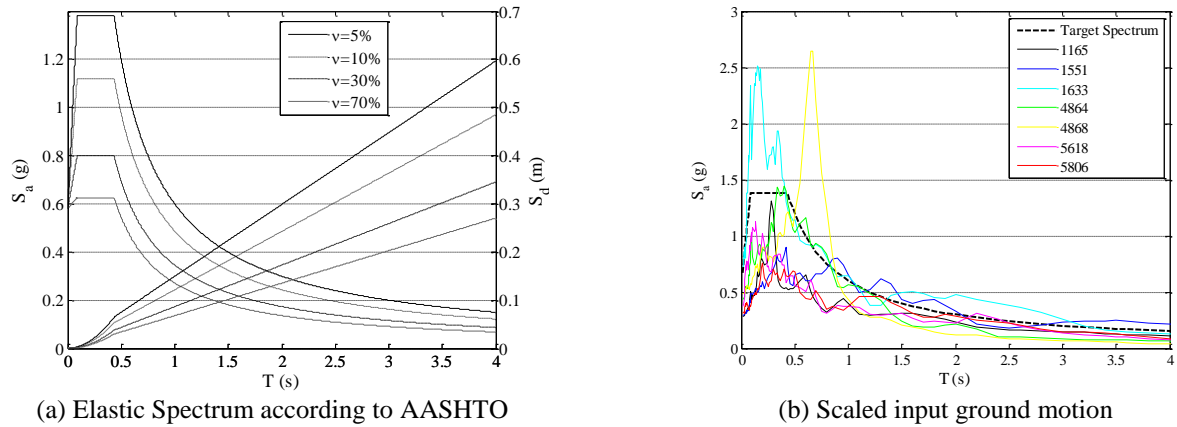 1.2
1
0.8
0.6
0.4
0.2
0
S_a (g)
0 0.5 1 1.5 2 2.5 3 3.5 4
T (s)
0.7
0.6
0.5
0.4
0.3
0.2
0.1
0
S_d (m)
ν=5%
ν=10%
ν=30%
ν=70%
(a) Elastic Spectrum according to AASHTO
3
2.5
2
1.5
1
0.5
0
S_a (g)
0 0.5 1 1.5 2 2.5 3 3.5 4
T (s)
Target Spectrum
1165
1551
1633
4864
4868
5618
5806
(b) Scaled input ground motion